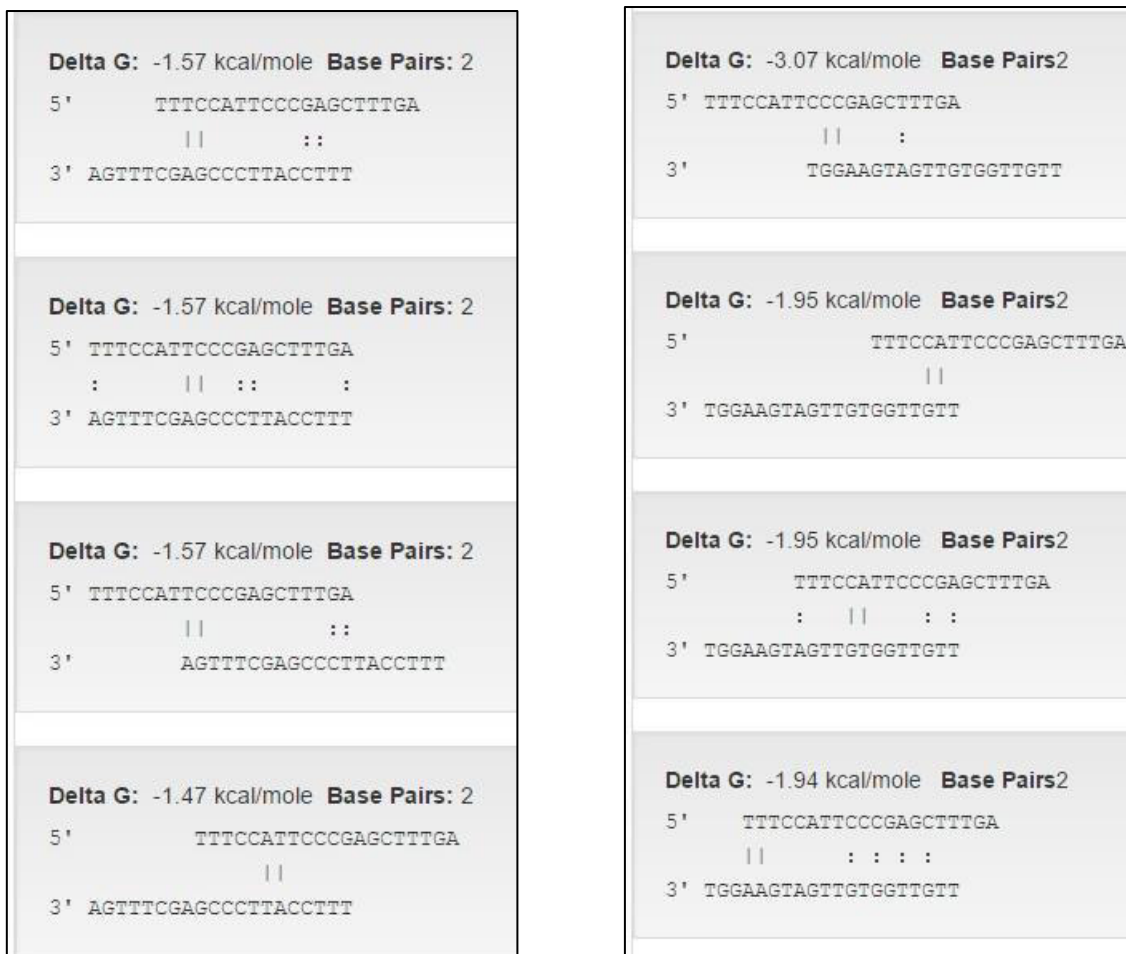 Delta G: -1.57 kcal/mole Base Pairs: 2
5' TTTCCATTCCCGAGCTTTGA
|| ::
3' AGTTTCGAGCCCTTACCTTT
Delta G: -1.57 kcal/mole Base Pairs: 2
5' TTTCCATTCCCGAGCTTTGA
: || :: :
3' AGTTTCGAGCCCTTACCTTT
Delta G: -1.57 kcal/mole Base Pairs: 2
5' TTTCCATTCCCGAGCTTTGA
|| ::
3' AGTTTCGAGCCCTTACCTTT
Delta G: -1.47 kcal/mole Base Pairs: 2
5' TTTCCATTCCCGAGCTTTGA
||
3' AGTTTCGAGCCCTTACCTTT
Delta G: -3.07 kcal/mole Base Pairs2
5' TTTCCATTCCCGAGCTTTGA
|| :
3' TGGAAGTAGTTGTGGTTGTT
Delta G: -1.95 kcal/mole Base Pairs2
5' TTTCCATTCCCGAGCTTTGA
||
3' TGGAAGTAGTTGTGGTTGTT
Delta G: -1.95 kcal/mole Base Pairs2
5' TTTCCATTCCCGAGCTTTGA
: || : :
3' TGGAAGTAGTTGTGGTTGTT
Delta G: -1.94 kcal/mole Base Pairs2
5' TTTCCATTCCCGAGCTTTGA
|| : : : :
3' TGGAAGTAGTTGTGGTTGTT